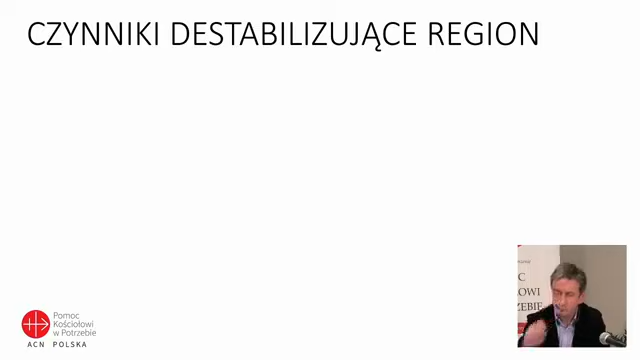 CZYNNIKI DESTABILIZUJĄCE REGION
Pomoc
Kościołowi
w Potrzebie
ACN POLSKA